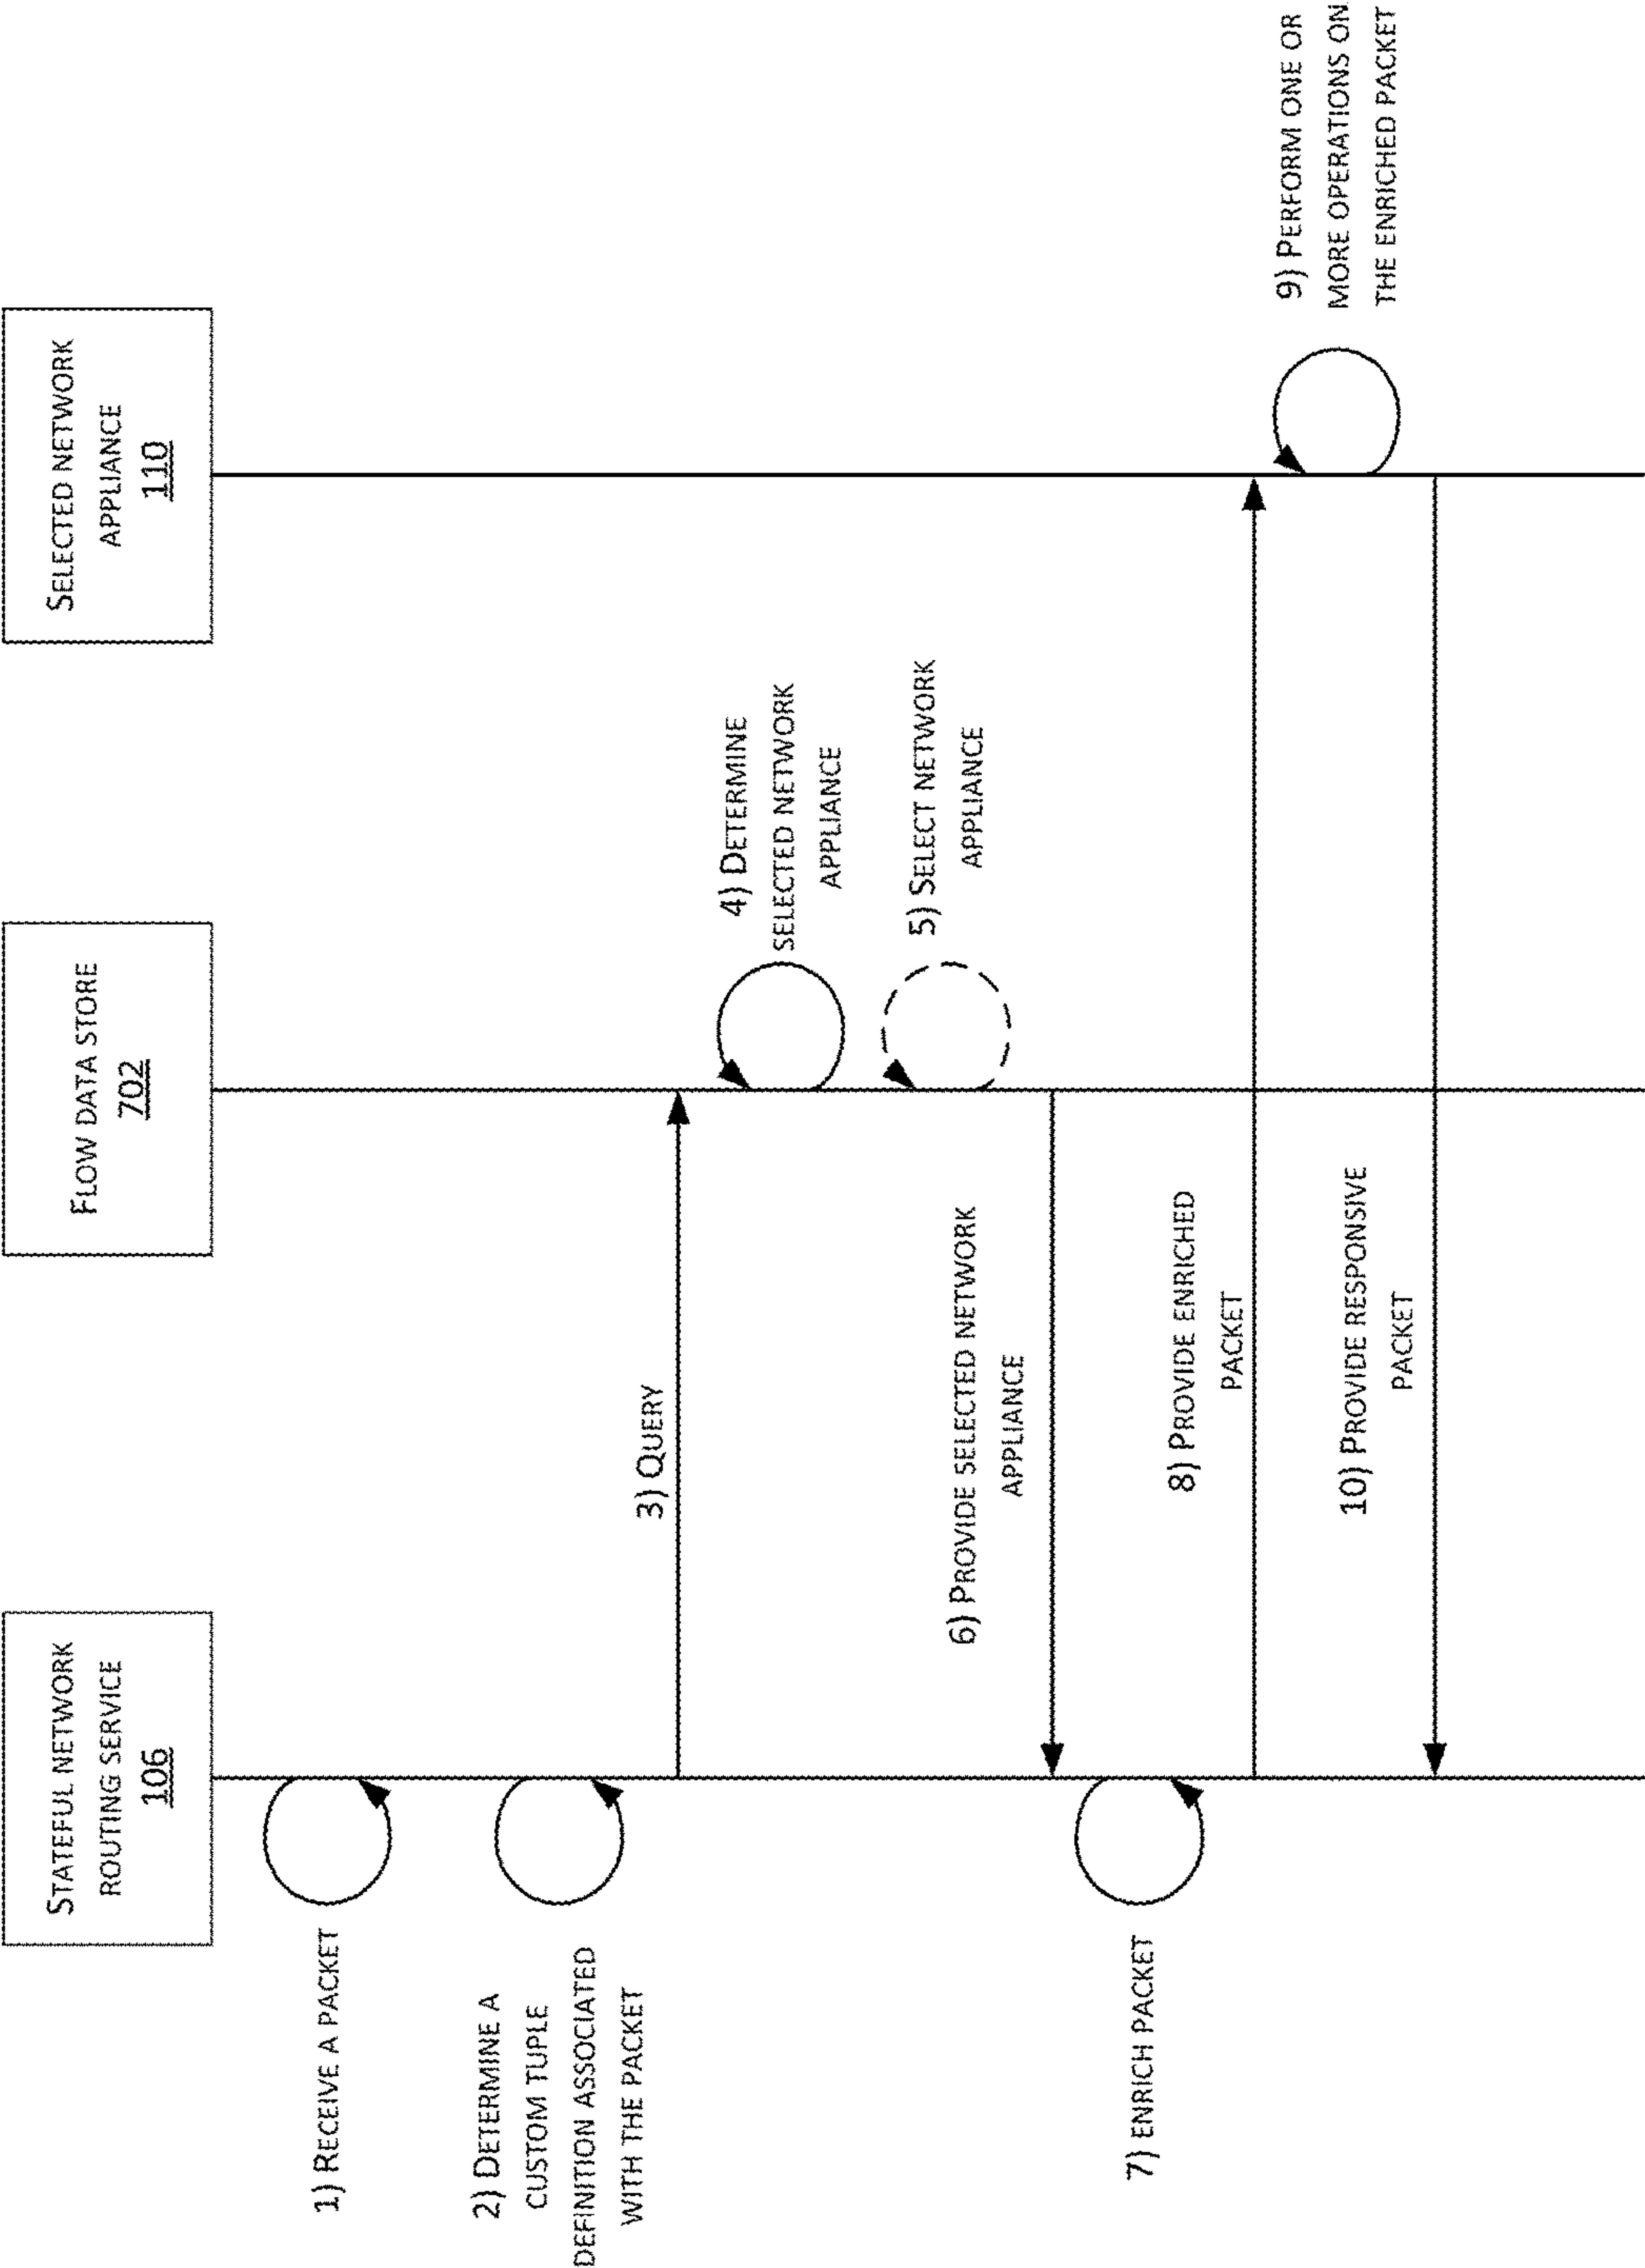 STATEFUL NETWORK
ROUTING SERVICE
106
FLOW DATA STORE
702
SELECTED NETWORK
APPLIANCE
110
1) RECEIVE A PACKET
2) DETERMINE A
CUSTOM TUPLE
DEFINITION ASSOCIATED
WITH THE PACKET
3) QUERY
4) DETERMINE
SELECTED NETWORK
APPLIANCE
5) SELECT NETWORK
APPLIANCE
6) PROVIDE SELECTED NETWORK
APPLIANCE
7) ENRICH PACKET
8) PROVIDE ENRICHED
PACKET
9) PERFORM ONE OR
MORE OPERATIONS ON
THE ENRICHED PACKET
10) PROVIDE RESPONSIVE
PACKET